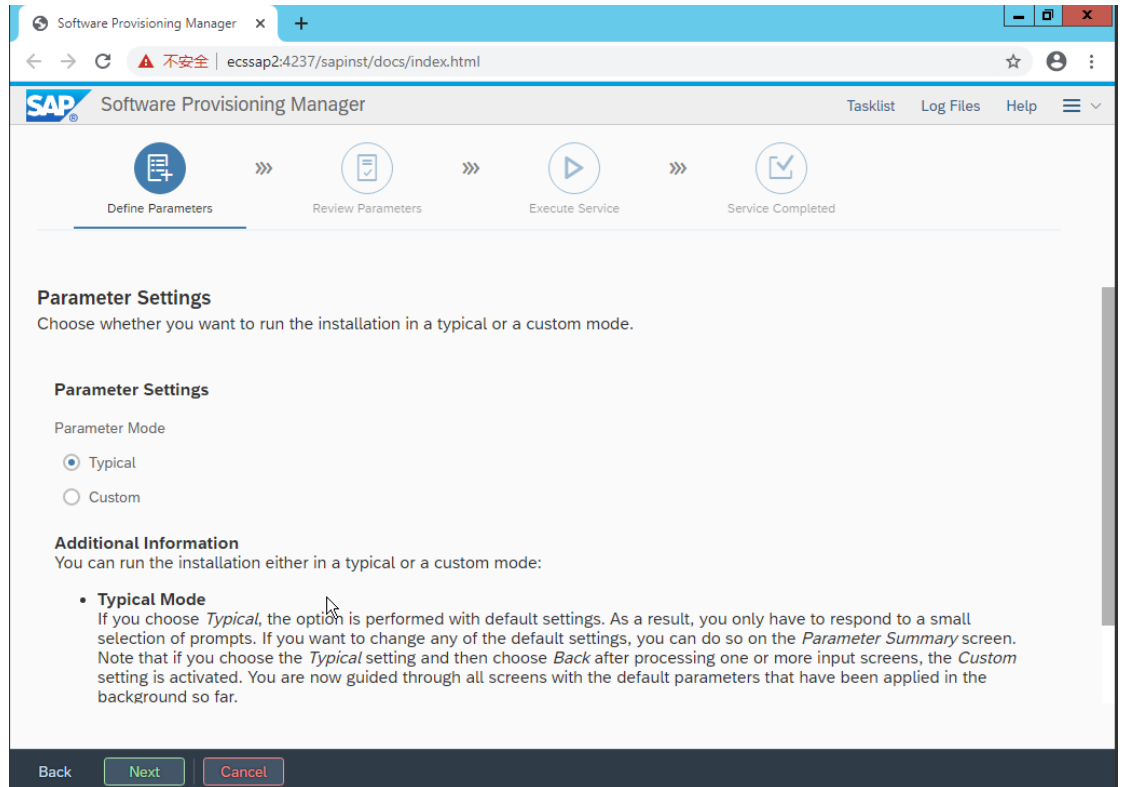 Software Provisioning Manager
不安全 ecssap2:4237/sapinst/docs/index.html
SAP Software Provisioning Manager Tasklist Log Files Help
Define Parameters Review Parameters Execute Service Service Completed
Parameter Settings
Choose whether you want to run the installation in a typical or a custom mode.
Parameter Settings
Parameter Mode
Typical
Custom
Additional Information
You can run the installation either in a typical or a custom mode:
• Typical Mode
If you choose Typical, the option is performed with default settings. As a result, you only have to respond to a small
selection of prompts. If you want to change any of the default settings, you can do so on the Parameter Summary screen.
Note that if you choose the Typical setting and then choose Back after processing one or more input screens, the Custom
setting is activated. You are now guided through all screens with the default parameters that have been applied in the
background so far.
Back Next Cancel